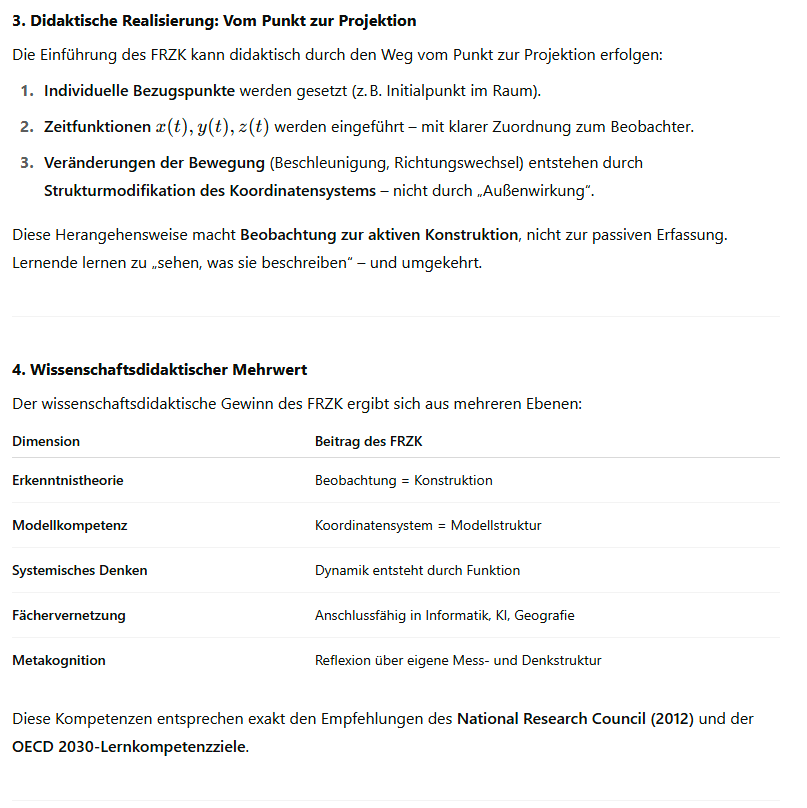 3. Didaktische Realisierung: Vom Punkt zur Projektion
Die Einführung des FRZK kann didaktisch durch den Weg vom Punkt zur Projektion erfolgen:
1. Individuelle Bezugspunkte werden gesetzt (z. B. Initialpunkt im Raum).
2. Zeitfunktionen x(t), y(t), z(t) werden eingeführt – mit klarer Zuordnung zum Beobachter.
3. Veränderungen der Bewegung (Beschleunigung, Richtungswechsel) entstehen durch
Strukturmodifikation des Koordinatensystems – nicht durch „Außenwirkung“.
Diese Herangehensweise macht Beobachtung zur aktiven Konstruktion, nicht zur passiven Erfassung.
Lernende lernen zu „sehen, was sie beschreiben“ – und umgekehrt.
4. Wissenschaftsdidaktischer Mehrwert
Der wissenschaftsdidaktische Gewinn des FRZK ergibt sich aus mehreren Ebenen:
Dimension Beitrag des FRZK
Erkenntnistheorie Beobachtung = Konstruktion
Modellkompetenz Koordinatensystem = Modellstruktur
Systemisches Denken Dynamik entsteht durch Funktion
Fächervernetzung Anschlussfähig in Informatik, KI, Geografie
Metakognition Reflexion über eigene Mess- und Denkstruktur
Diese Kompetenzen entsprechen exakt den Empfehlungen des National Research Council (2012) und der
OECD 2030-Lernkompetenzziele.